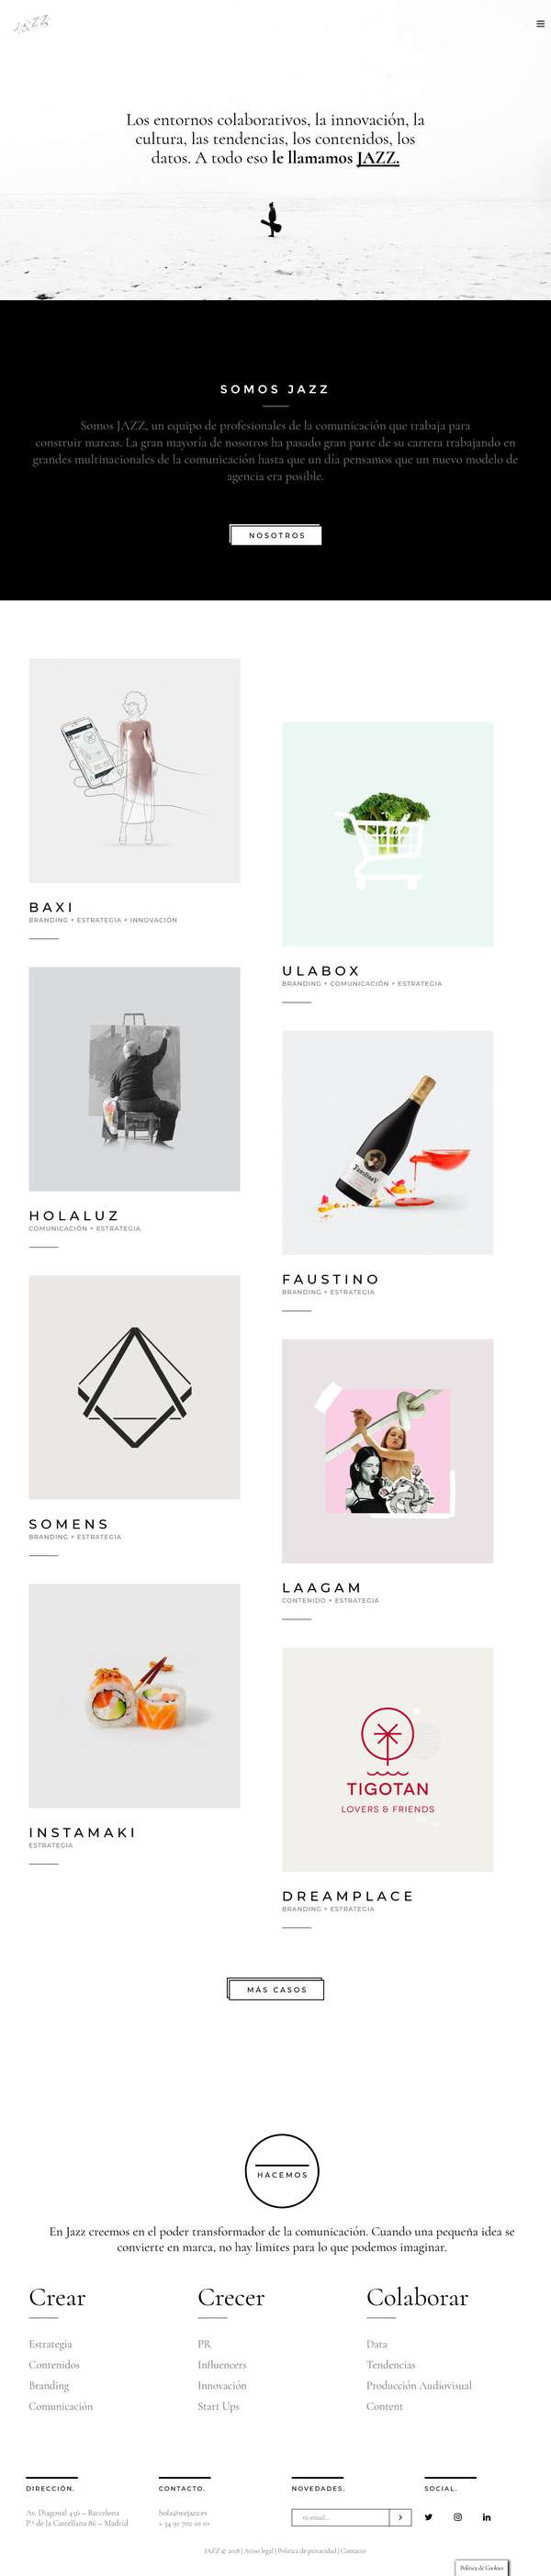 JAZZ
Los entornos colaborativos, la innovación, la
cultura, las tendencias, los contenidos, los
datos. A todo eso le llamamos JAZZ.
SOMOS JAZZ
Somos JAZZ, un equipo de profesionales de la comunicación que trabaja para
construir marcas. La gran mayoría de nosotros ha pasado gran parte de su carrera trabajando en
grandes multinacionales de la comunicación hasta que un día pensamos que un nuevo modelo de
agencia era posible.
NOSOTROS
BAXI
BRANDING + ESTRATEGIA + INNOVACIÓN
ULABOX
BRANDING + COMUNICACIÓN + ESTRATEGIA
HOLALUZ
COMUNICACIÓN + ESTRATEGIA
Faustino V
FAUSTINO
BRANDING + ESTRATEGIA
SOMENS
BRANDING + ESTRATEGIA
LAAGAM
CONTENIDO + ESTRATEGIA
INSTAMAKI
ESTRATEGIA
TIGOTAN
LOVERS & FRIENDS
DREAMPLACE
BRANDING + ESTRATEGIA
MÁS CASOS
HACEMOS
En Jazz creemos en el poder transformador de la comunicación. Cuando una pequeña idea se
convierte en marca, no hay limites para lo que podemos imaginar.
Crear
Estrategia
Contenidos
Branding
Comunicación
Crecer
PR
Influencers
Innovación
Start Ups
Colaborar
Data
Tendencias
Producción Audiovisual
Content
DIRECCIÓN.
Av. Diagonal 456 – Barcelona
P.º de la Castellana 86 – Madrid
CONTACTO.
hola@wejazz.es
+ 34 91 702 10 10
NOVEDADES.
tu email...
SOCIAL.
JAZZ © 2018 | Aviso legal | Política de privacidad | Contacto
Política de Cookies